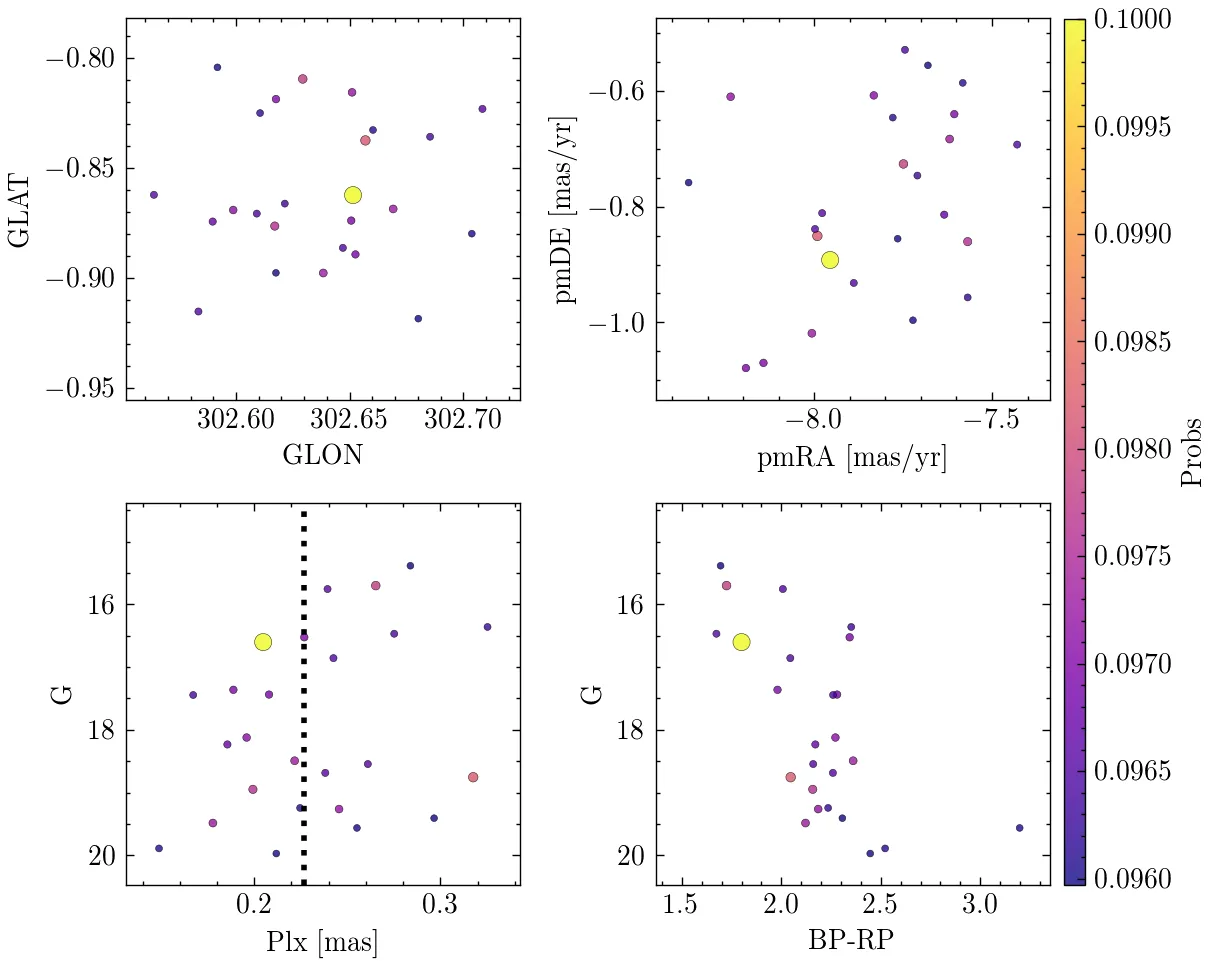 −0.80
−0.85
−0.90
−0.95
GLAT
302.60 302.65 302.70
GLON
−0.6
−0.8
−1.0
pmDE [mas/yr]
−8.0 −7.5
pmRA [mas/yr]
16
18
20
G
0.2 0.3
Plx [mas]
16
18
20
G
1.5 2.0 2.5 3.0
BP-RP
0.1000
0.0995
0.0990
0.0985
0.0980
0.0975
0.0970
0.0965
0.0960
Probs